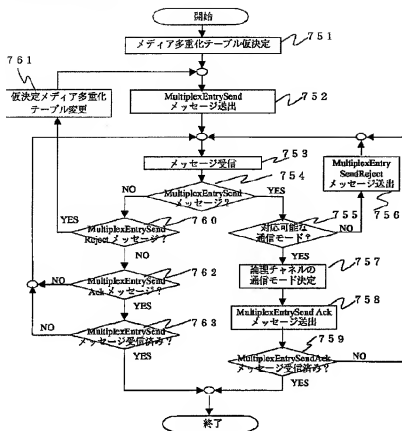 開始
メディア多重化テーブル仮決定
751
761
仮決定メディア多重化
テーブル変更
MultiplexEntrySend
メッセージ送出
752
メッセージ受信
753
754
NO
MultiplexEntrySend
メッセージ?
YES
MultiplexEntry
SendReject
メッセージ送出
756
YES
MultiplexEntrySend
Reject メッセージ?
760
対応可能な
通信モード?
755
NO
NO
YES
論理チャネルの
通信モード決定
757
NO
MultiplexEntrySend
Ack メッセージ?
762
YES
MultiplexEntrySend Ack
メッセージ送出
758
NO
MultiplexEntrySend
メッセージ受信済み?
763
YES
MultiplexEntrySendAck
メッセージ受信済み?
759
NO
YES
終了